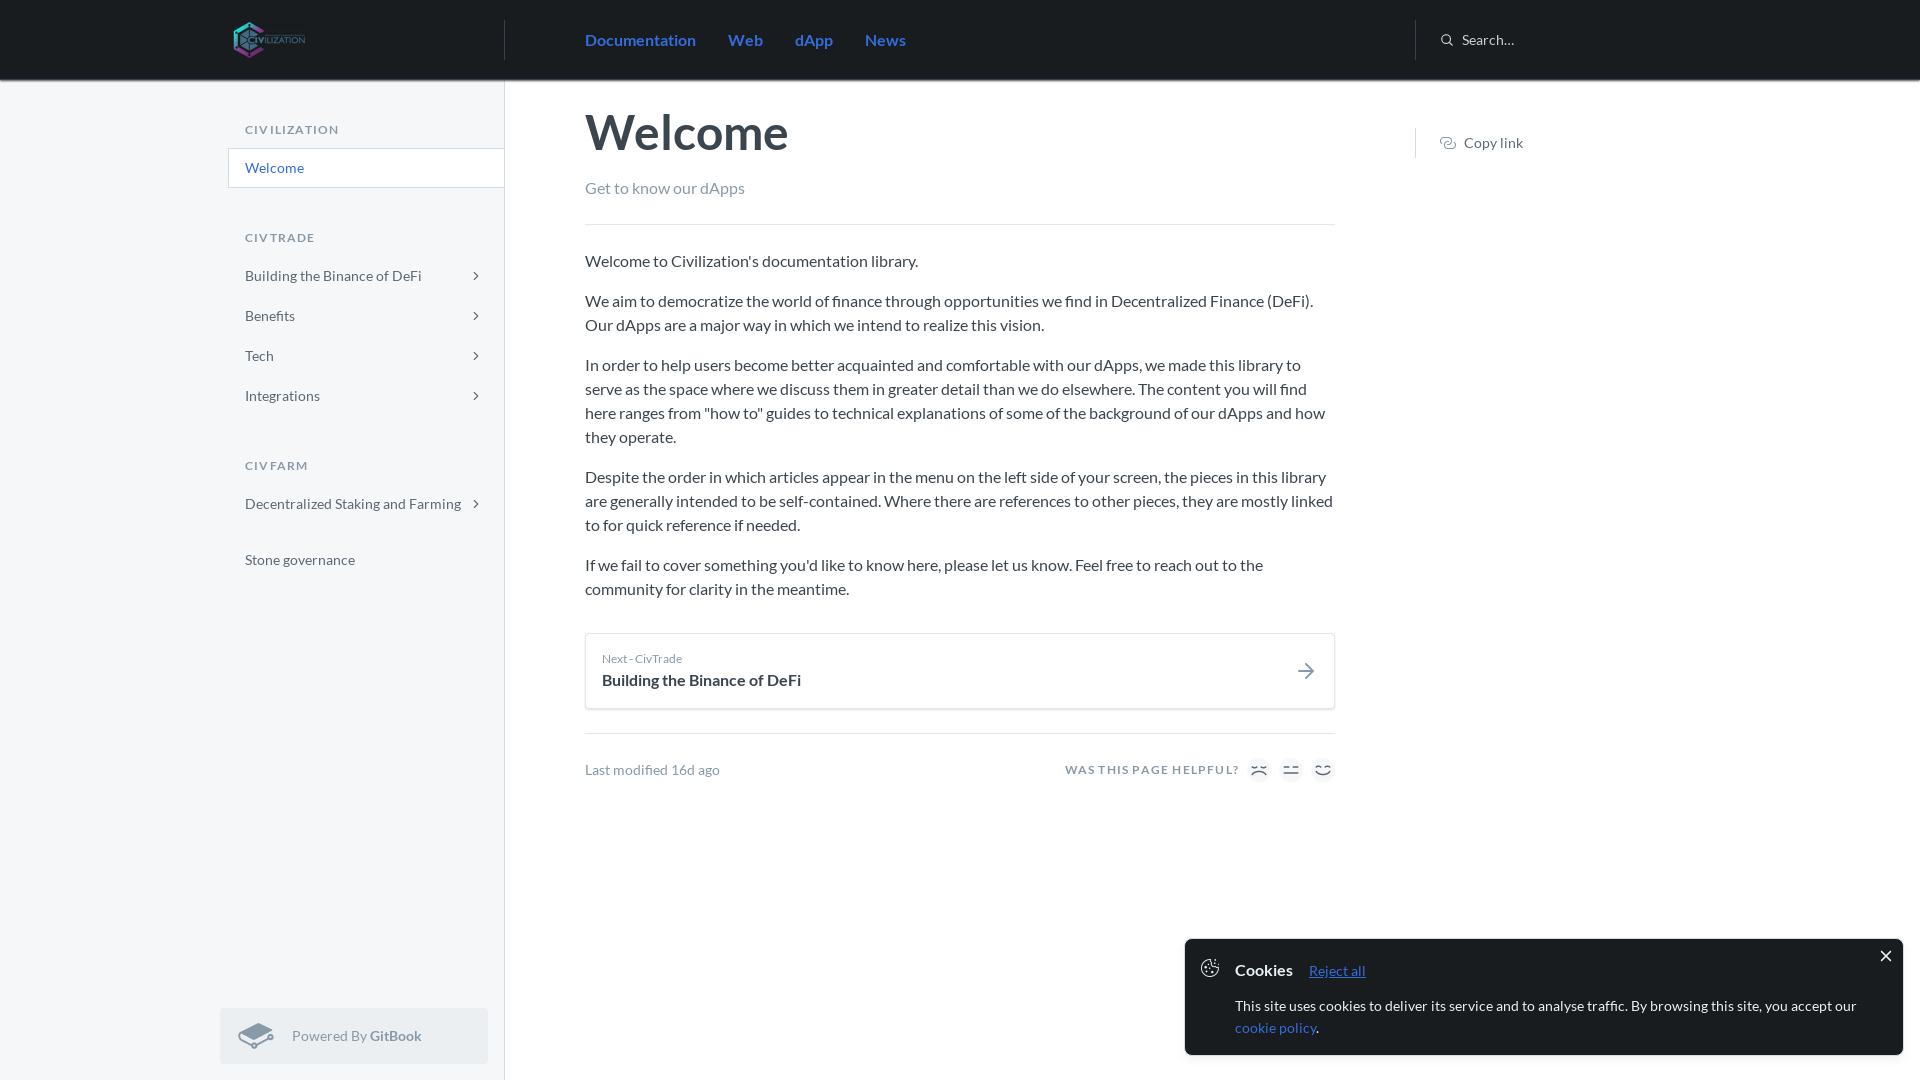 CIVILIZATION
Documentation
Web
dApp
News
Search…
CIVILIZATION
Welcome
CIVTRADE
Building the Binance of DeFi
Benefits
Tech
Integrations
CIVFARM
Decentralized Staking and Farming
Stone governance
Powered By GitBook
Welcome
Get to know our dApps
Copy link
Welcome to Civilization's documentation library.
We aim to democratize the world of finance through opportunities we find in Decentralized Finance (DeFi).
Our dApps are a major way in which we intend to realize this vision.
In order to help users become better acquainted and comfortable with our dApps, we made this library to
serve as the space where we discuss them in greater detail than we do elsewhere. The content you will find
here ranges from "how to" guides to technical explanations of some of the background of our dApps and how
they operate.
Despite the order in which articles appear in the menu on the left side of your screen, the pieces in this library
are generally intended to be self-contained. Where there are references to other pieces, they are mostly linked
to for quick reference if needed.
If we fail to cover something you'd like to know here, please let us know. Feel free to reach out to the
community for clarity in the meantime.
Next - CivTrade
Building the Binance of DeFi
Last modified 16d ago
WAS THIS PAGE HELPFUL?
Cookies
Reject all
This site uses cookies to deliver its service and to analyse traffic. By browsing this site, you accept our
cookie policy.